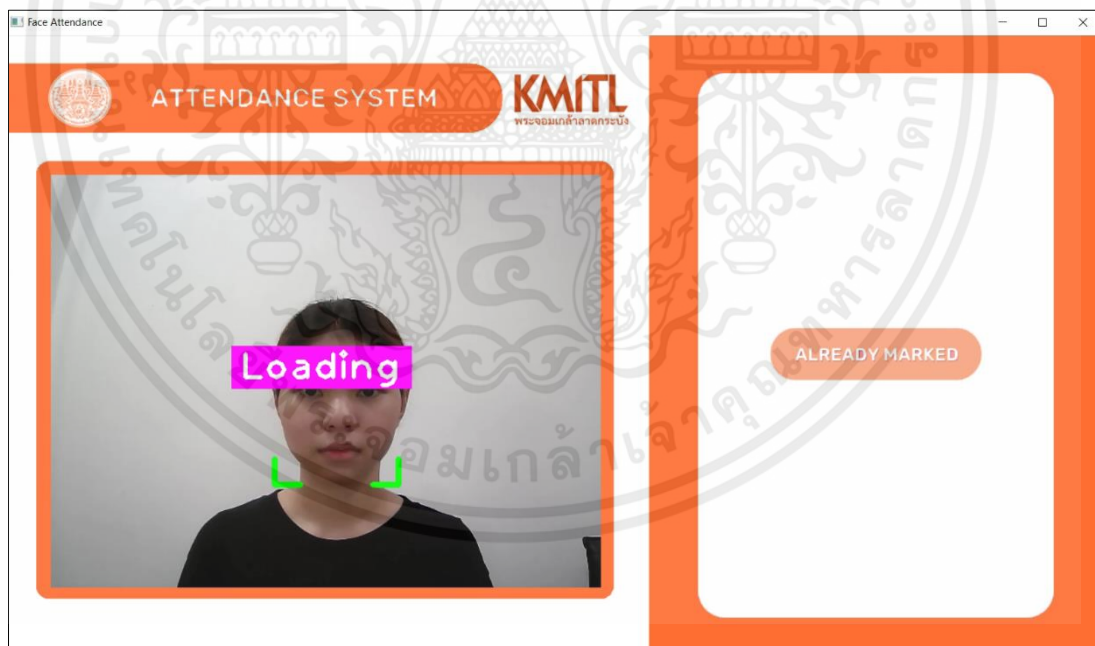 Face Attendance
ATTENDANCE SYSTEM
KMITL
พระจอมเกล้าลาดกระบัง
Loading
ALREADY MARKED